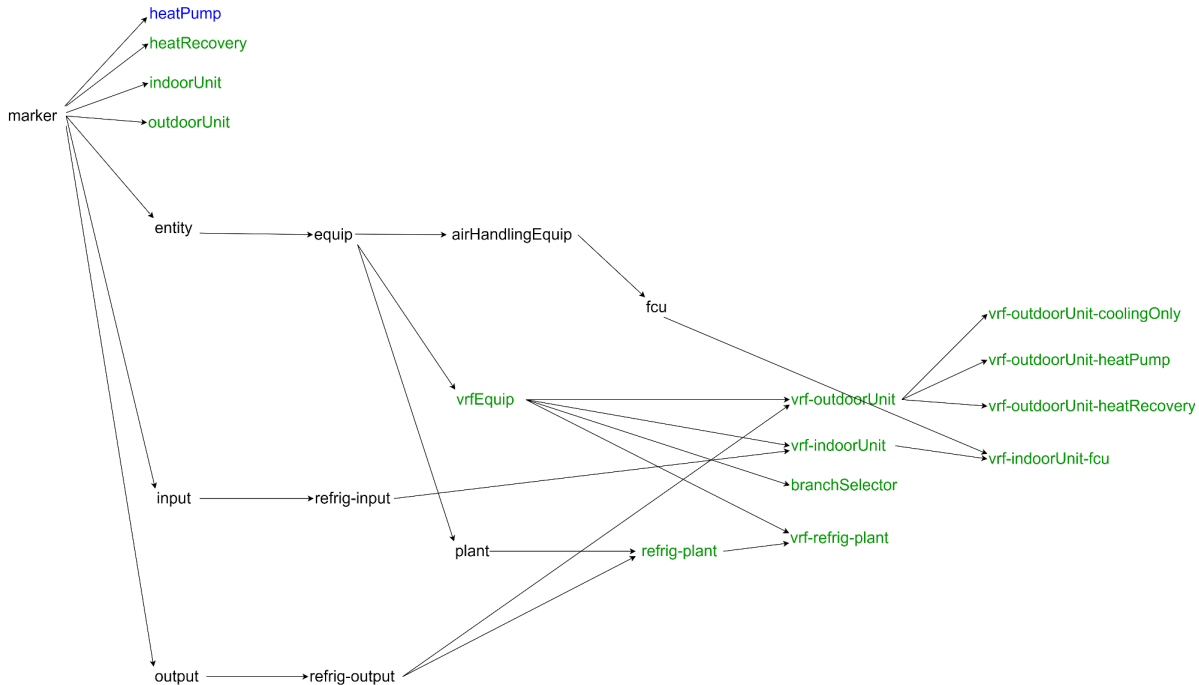 heatPump
heatRecovery
indoorUnit
marker
outdoorUnit
entity
equip
airHandlingEquip
fcu
vrf-outdoorUnit-coolingOnly
vrf-outdoorUnit-heatPump
vrfEquip
vrf-outdoorUnit
vrf-outdoorUnit-heatRecovery
vrf-indoorUnit
vrf-indoorUnit-fcu
branchSelector
input
refrig-input
vrf-refrig-plant
plant
refrig-plant
output
refrig-output